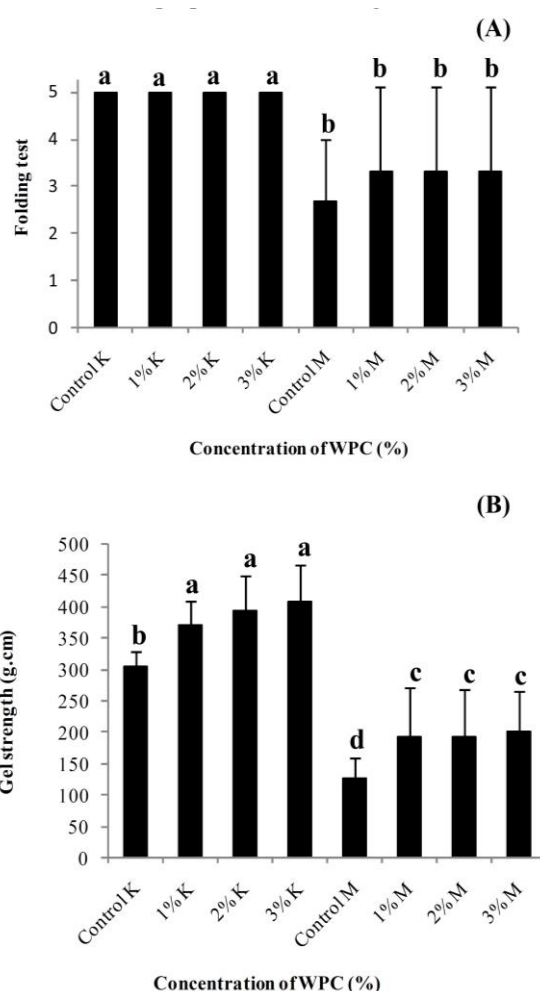 (A)
a a a a b b b b
5
4
3
2
1
0
Folding test
Control K 1% K 2% K 3% K Control M 1% M 2% M 3% M
Concentration of WPC (%)
(B)
500
450
400
350
300
250
200
150
100
50
0
b a a a d c c c
Gel strength (g.cm)
Control K 1% K 2% K 3% K Control M 1% M 2% M 3% M
Concentration of WPC (%)